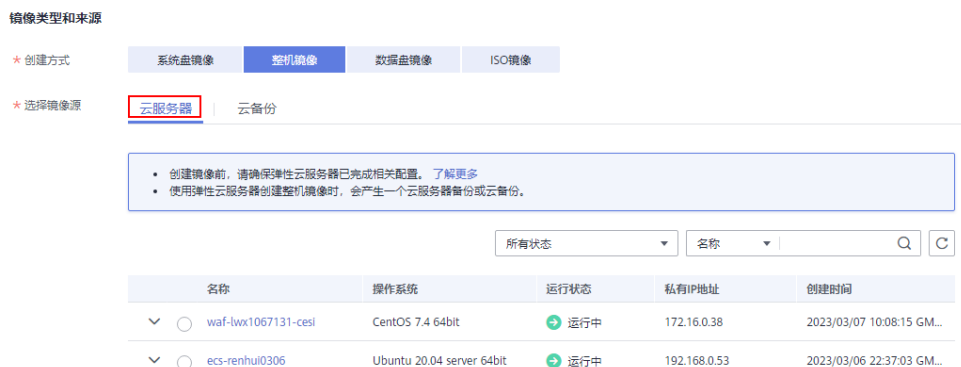 镜像类型和来源
* 创建方式 系统盘镜像 整机镜像 数据盘镜像 ISO镜像
* 选择镜像源 云服务器 云备份
• 创建镜像前，请确保弹性云服务器已完成相关配置。 了解更多
• 使用弹性云服务器创建整机镜像时，会产生一个云服务器备份或云备份。
所有状态 名称
名称 操作系统 运行状态 私有IP地址 创建时间
waf-lwx1067131-cesi CentOS 7.4 64bit 运行中 172.16.0.38 2023/03/07 10:08:15 GM...
ecs-renhui0306 Ubuntu 20.04 server 64bit 运行中 192.168.0.53 2023/03/06 22:37:03 GM...